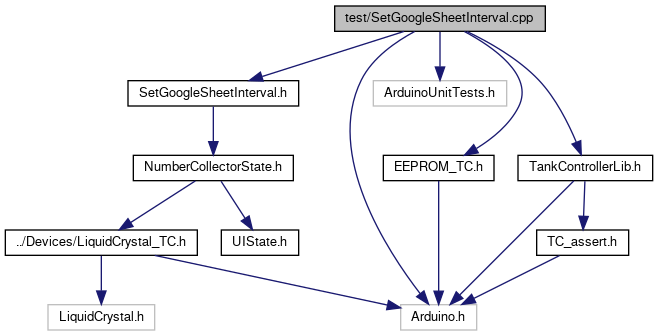 test/SetGoogleSheetInterval.cpp
SetGoogleSheetInterval.h
ArduinoUnitTests.h
NumberCollectorState.h
EEPROM_TC.h
TankControllerLib.h
../Devices/LiquidCrystal_TC.h
UIState.h
TC_assert.h
LiquidCrystal.h
Arduino.h